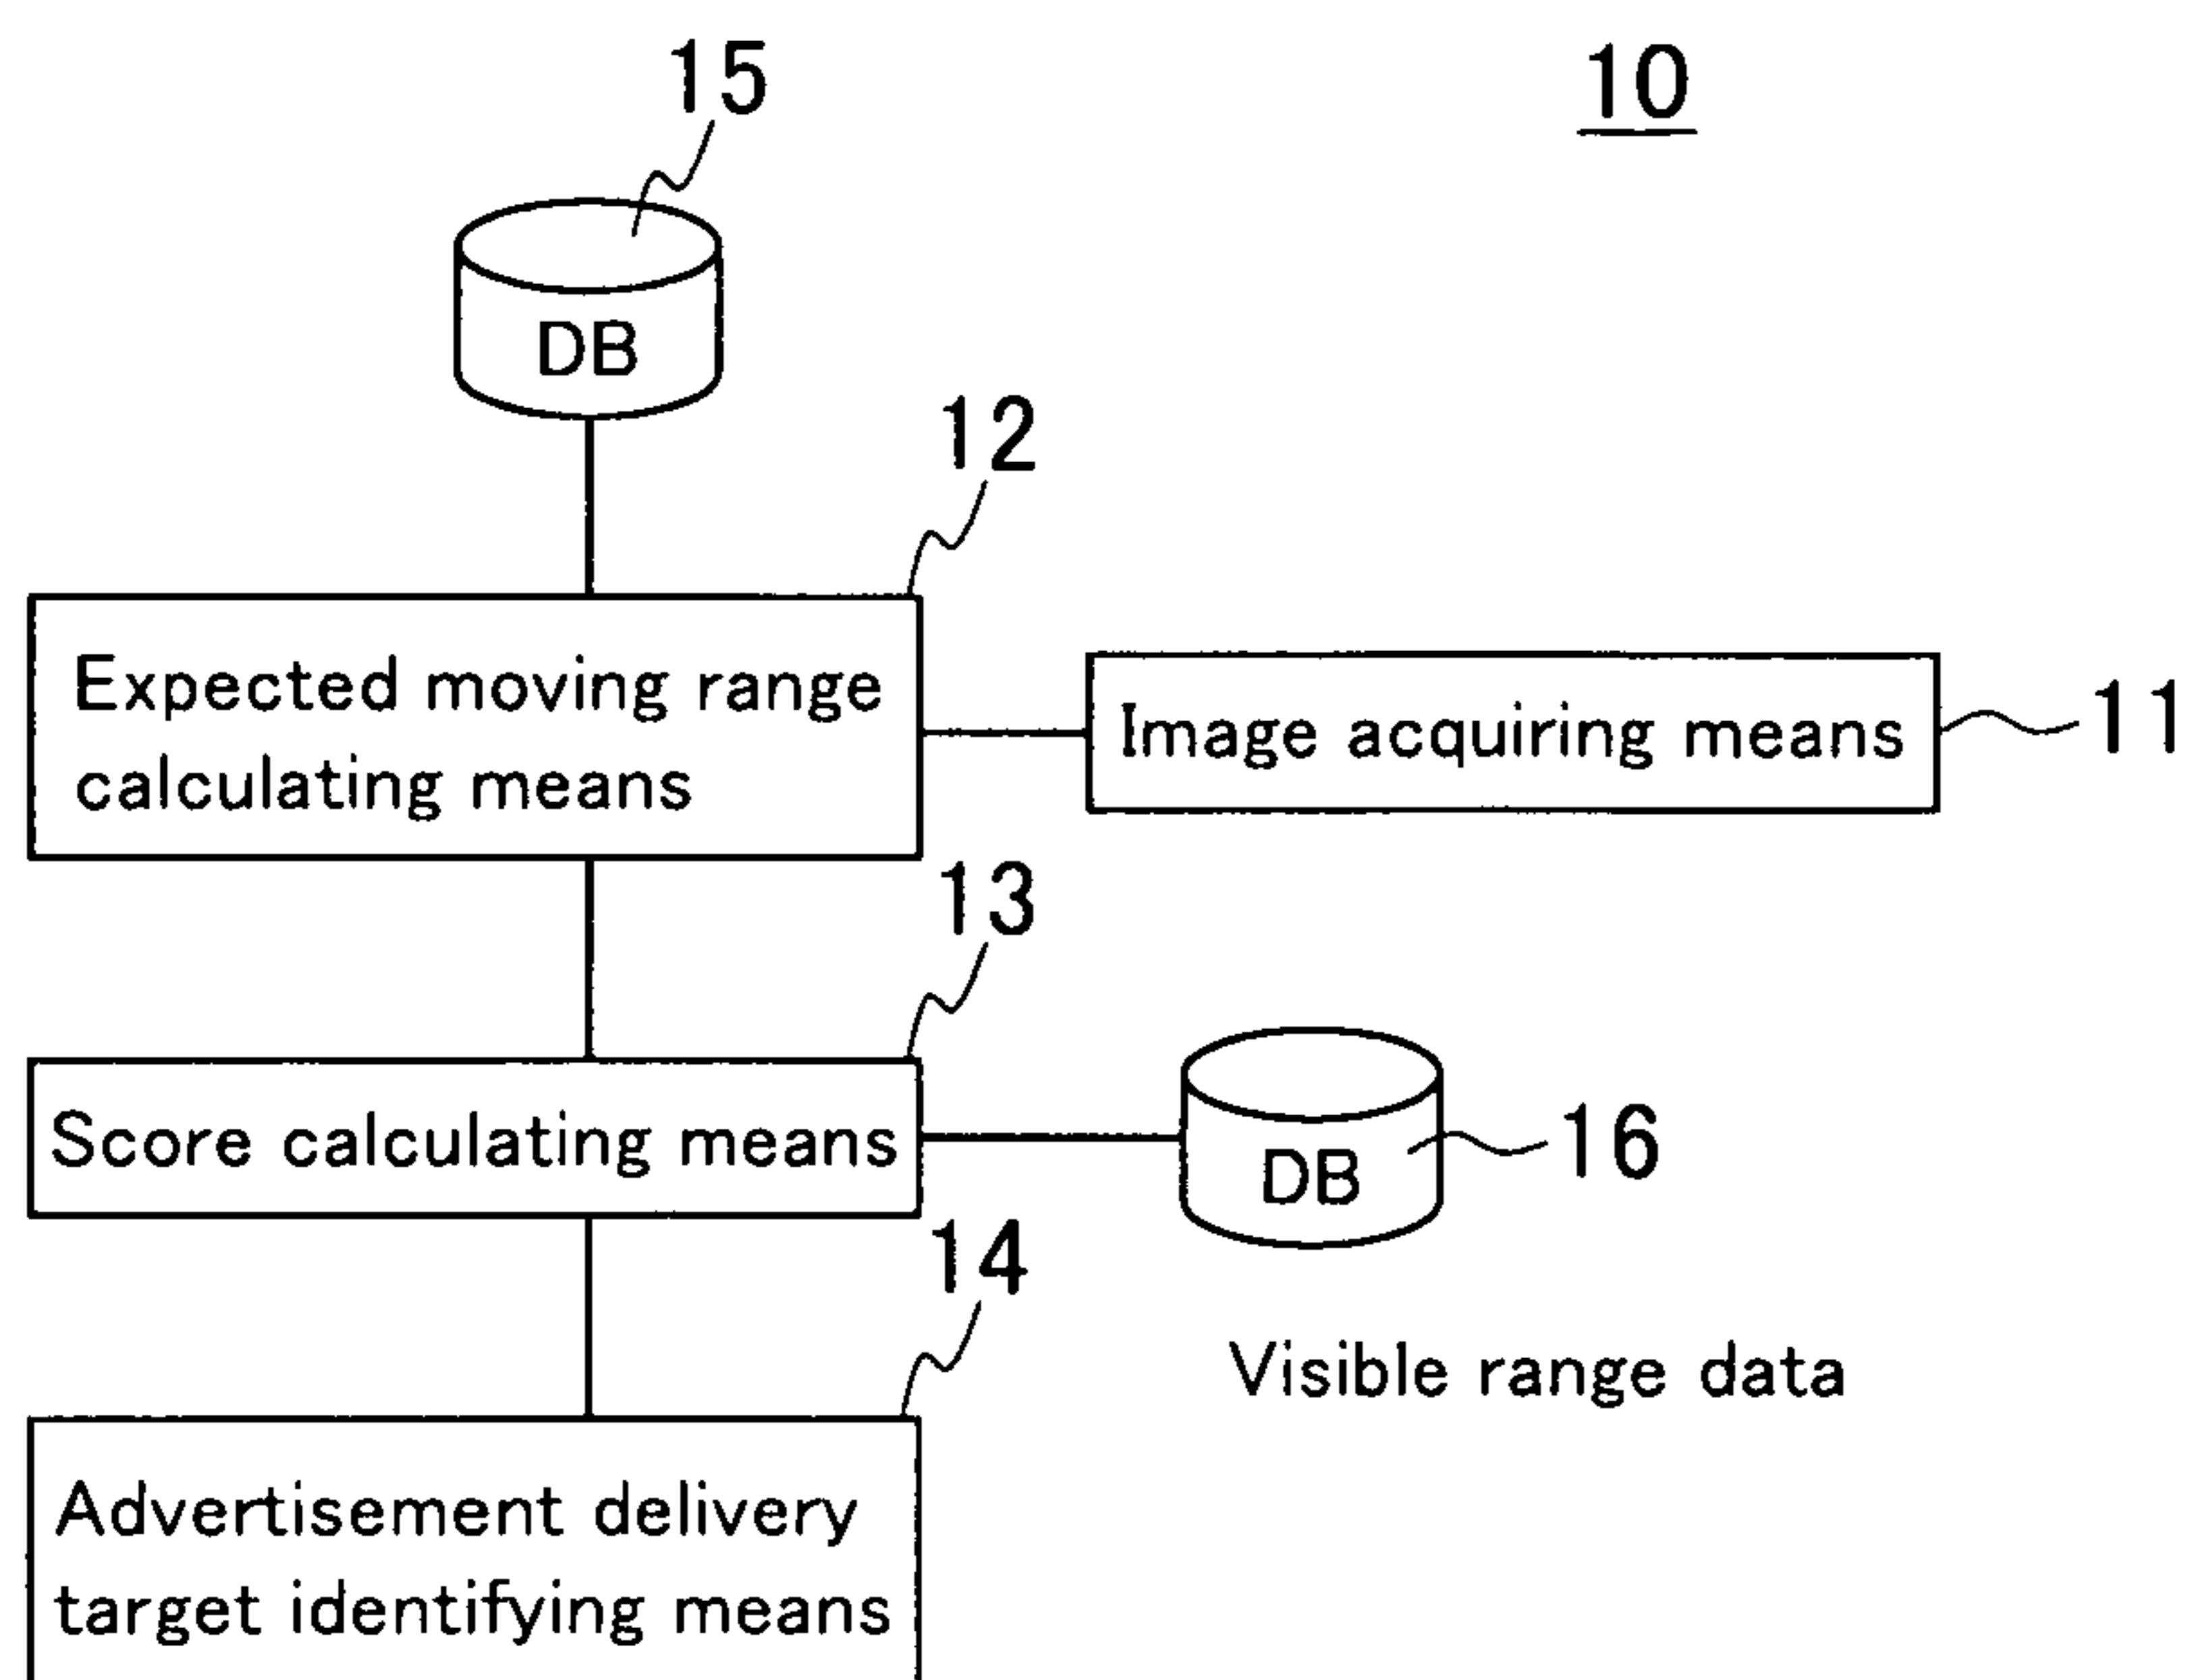 15
10
DB
12
Expected moving range
calculating means
Image acquiring means
11
13
Score calculating means
DB
16
14
Visible range data
Advertisement delivery
target identifying means